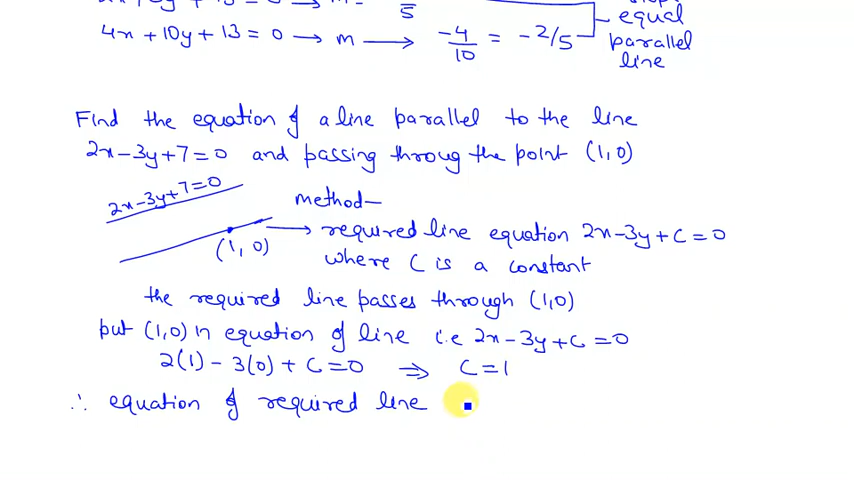 5
equal
4x + 10y + 13 = 0 → m → -4/10 = -2/5
parallel
line
Find the equation of a line parallel to the line
2x - 3y + 7 = 0 and passing throug the point (1,0)
2x - 3y + 7 = 0
method-
(1, 0)
required line equation 2x - 3y + C = 0
where C is a constant
the required line passes through (1,0)
put (1,0) in equation of line i.e 2x - 3y + C = 0
2(1) - 3(0) + C = 0 ⇒ C = 1
∴ equation of required line